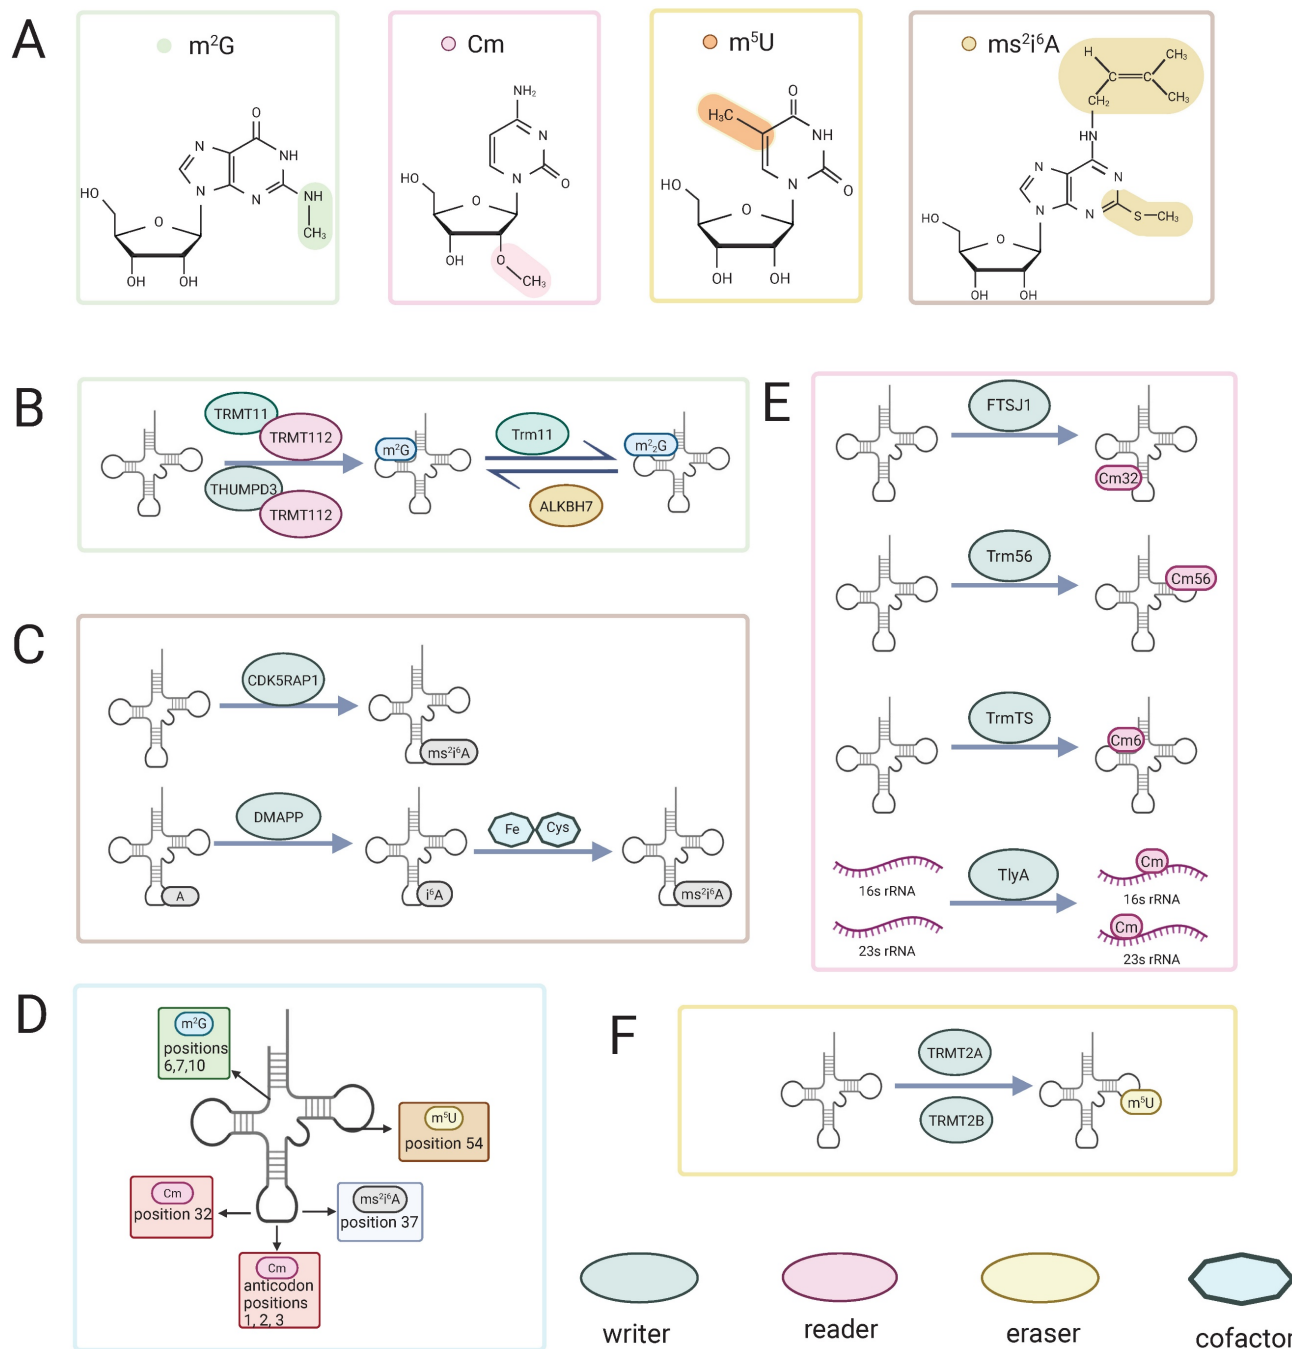 A
m²G
O
N
NH
N
N
NH
CH₃
HO
O
OH
OH
Cm
NH₂
N
N
O
HO
O
OH
O
CH₃
m⁵U
H₃C
O
NH
N
O
HO
O
OH
OH
ms²i⁶A
H
CH₃
C
C
CH₂
CH₃
HN
N
N
N
N
S
CH₃
HO
O
OH
OH
B
TRMT11
TRMT112
THUMPD3
TRMT112
m²G
Trm11
ALKBH7
m²₂G
C
CDK5RAP1
ms²i⁶A
DMAPP
A
i⁶A
Fe
Cys
ms²i⁶A
D
m²G
positions
6,7,10
m⁵U
position 54
Cm
position 32
ms²i⁶A
position 37
Cm
anticodon
positions
1, 2, 3
E
FTSJ1
Cm32
Trm56
Cm56
TrmTS
Cm6
TlyA
16s rRNA
Cm
16s rRNA
23s rRNA
Cm
23s rRNA
F
TRMT2A
TRMT2B
m⁵U
writer
reader
eraser
cofactor